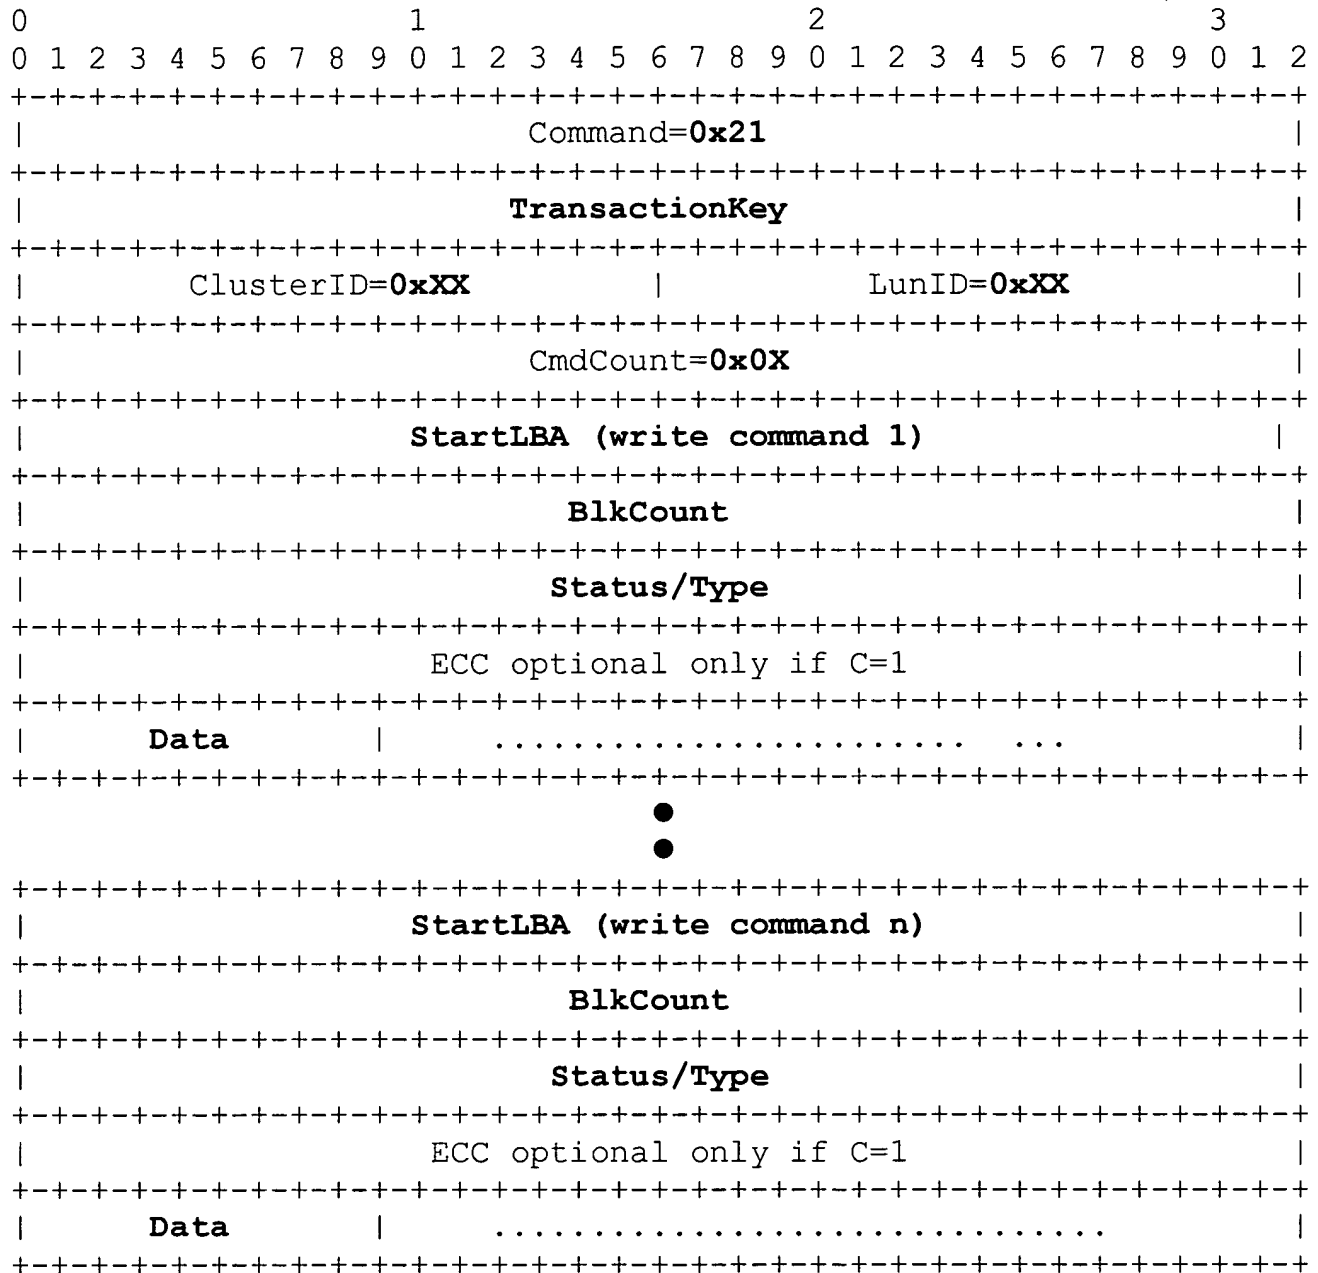 0 1 2 3
0 1 2 3 4 5 6 7 8 9 0 1 2 3 4 5 6 7 8 9 0 1 2 3 4 5 6 7 8 9 0 1 2
+-+-+-+-+-+-+-+-+-+-+-+-+-+-+-+-+-+-+-+-+-+-+-+-+-+-+-+-+-+-+-+-+
| Command=0x21 |
+-+-+-+-+-+-+-+-+-+-+-+-+-+-+-+-+-+-+-+-+-+-+-+-+-+-+-+-+-+-+-+-+
| TransactionKey |
+-+-+-+-+-+-+-+-+-+-+-+-+-+-+-+-+-+-+-+-+-+-+-+-+-+-+-+-+-+-+-+-+
| ClusterID=0xXX | LunID=0xXX |
+-+-+-+-+-+-+-+-+-+-+-+-+-+-+-+-+-+-+-+-+-+-+-+-+-+-+-+-+-+-+-+-+
| CmdCount=0x0X |
+-+-+-+-+-+-+-+-+-+-+-+-+-+-+-+-+-+-+-+-+-+-+-+-+-+-+-+-+-+-+-+-+
| StartLBA (write command 1) |
+-+-+-+-+-+-+-+-+-+-+-+-+-+-+-+-+-+-+-+-+-+-+-+-+-+-+-+-+-+-+-+-+
| BlkCount |
+-+-+-+-+-+-+-+-+-+-+-+-+-+-+-+-+-+-+-+-+-+-+-+-+-+-+-+-+-+-+-+-+
| Status/Type |
+-+-+-+-+-+-+-+-+-+-+-+-+-+-+-+-+-+-+-+-+-+-+-+-+-+-+-+-+-+-+-+-+
| ECC optional only if C=1 |
+-+-+-+-+-+-+-+-+-+-+-+-+-+-+-+-+-+-+-+-+-+-+-+-+-+-+-+-+-+-+-+-+
| Data | ........................ ... |
+-+-+-+-+-+-+-+-+-+-+-+-+-+-+-+-+-+-+-+-+-+-+-+-+-+-+-+-+-+-+-+-+
●
●
+-+-+-+-+-+-+-+-+-+-+-+-+-+-+-+-+-+-+-+-+-+-+-+-+-+-+-+-+-+-+-+-+
| StartLBA (write command n) |
+-+-+-+-+-+-+-+-+-+-+-+-+-+-+-+-+-+-+-+-+-+-+-+-+-+-+-+-+-+-+-+-+
| BlkCount |
+-+-+-+-+-+-+-+-+-+-+-+-+-+-+-+-+-+-+-+-+-+-+-+-+-+-+-+-+-+-+-+-+
| Status/Type |
+-+-+-+-+-+-+-+-+-+-+-+-+-+-+-+-+-+-+-+-+-+-+-+-+-+-+-+-+-+-+-+-+
| ECC optional only if C=1 |
+-+-+-+-+-+-+-+-+-+-+-+-+-+-+-+-+-+-+-+-+-+-+-+-+-+-+-+-+-+-+-+-+
| Data | ............................... |
+-+-+-+-+-+-+-+-+-+-+-+-+-+-+-+-+-+-+-+-+-+-+-+-+-+-+-+-+-+-+-+-+